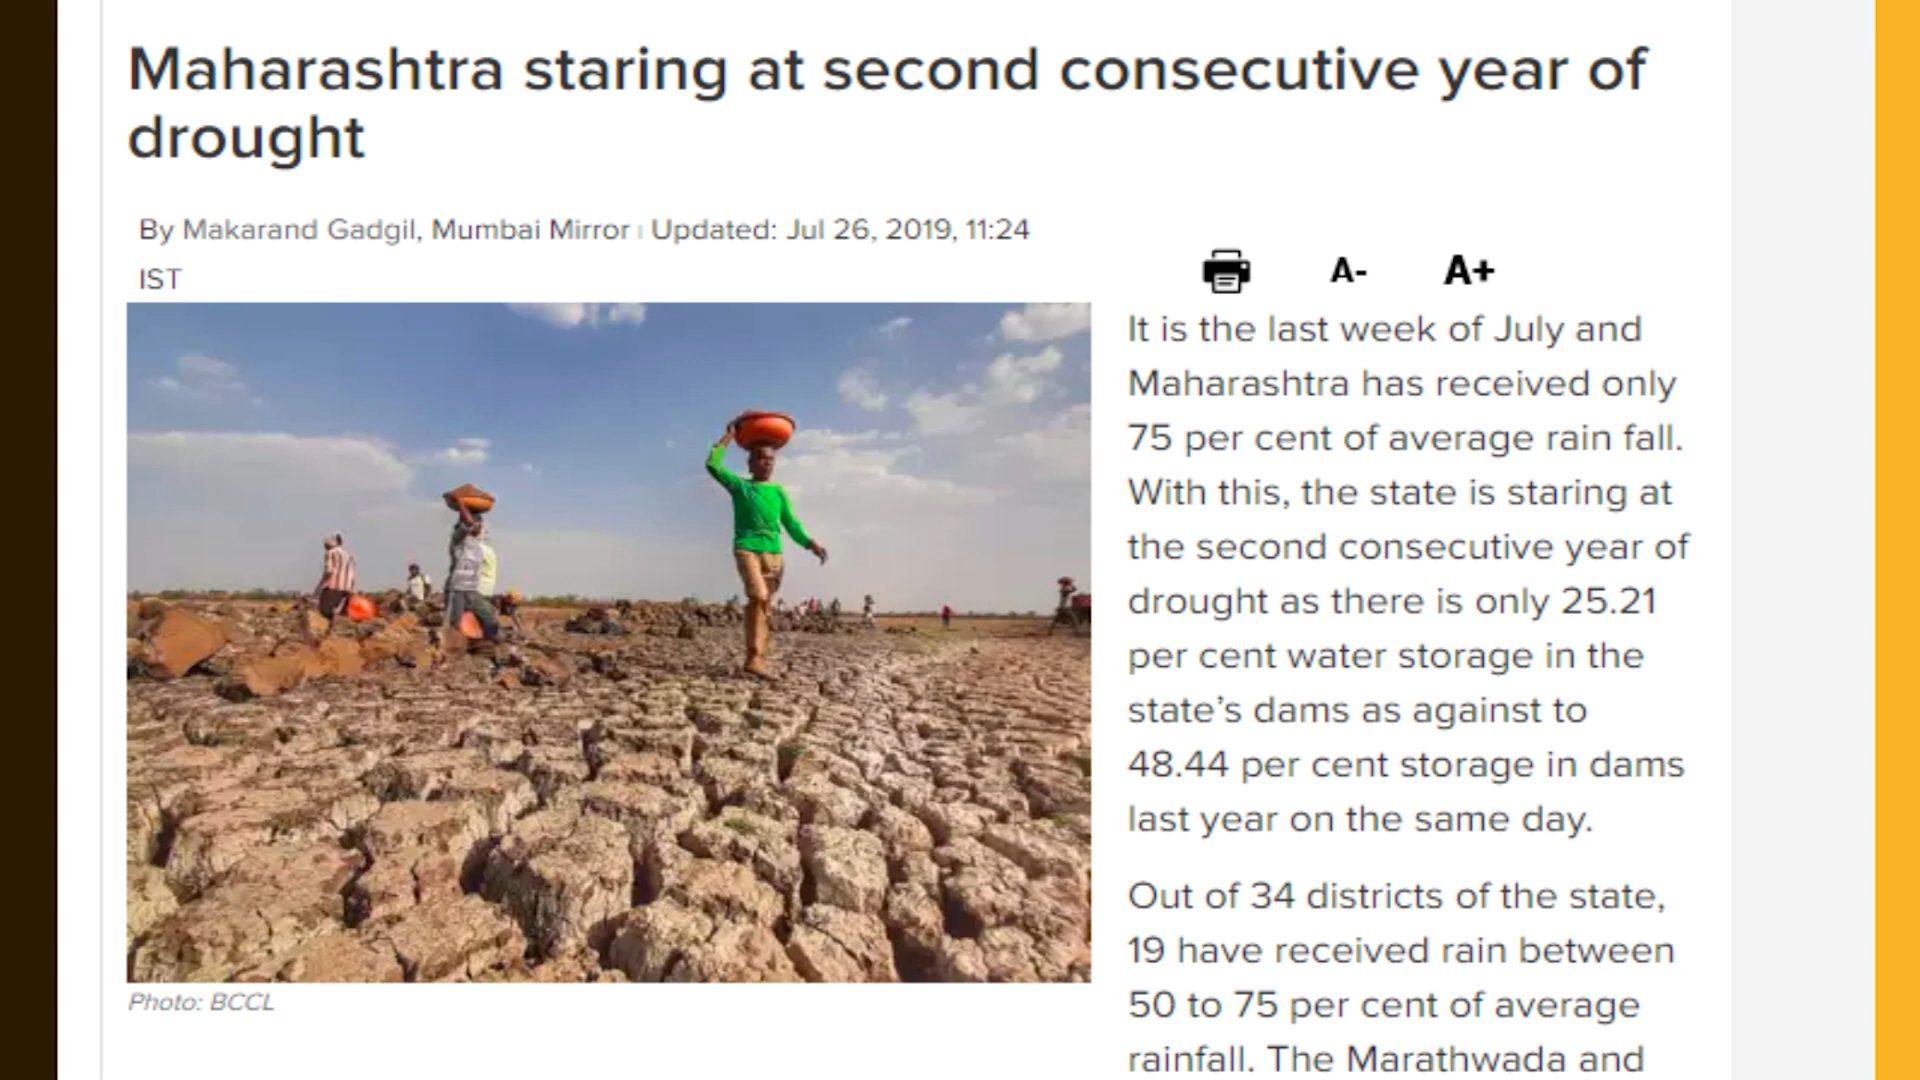 Maharashtra staring at second consecutive year of
drought
By Makarand Gadgil, Mumbai Mirror | Updated: Jul 26, 2019, 11:24
IST
A- A+
It is the last week of July and
Maharashtra has received only
75 per cent of average rain fall.
With this, the state is staring at
the second consecutive year of
drought as there is only 25.21
per cent water storage in the
state’s dams as against to
48.44 per cent storage in dams
last year on the same day.
Out of 34 districts of the state,
19 have received rain between
50 to 75 per cent of average
rainfall. The Marathwada and
Photo: BCCL